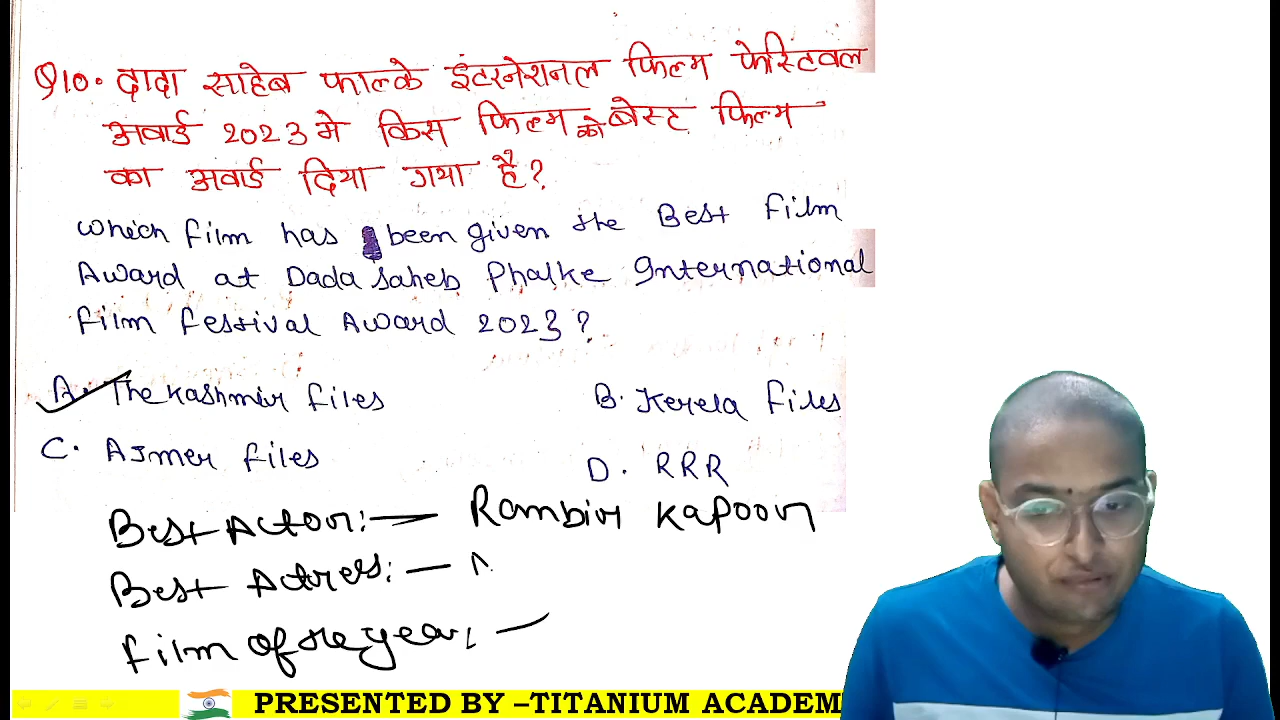 Q10. दादा साहेब फाल्के इंटरनेशनल फिल्म फेस्टिवल
अवार्ड 2023 मे किस फिल्म को बेस्ट फिल्म
का अवार्ड दिया गया है?
Which film has been given the Best Film
Award at Dada Saheb Phalke International
Film festival Award 2023?
A. The Kashmir files
B. Kerela files
C. AJmer files
D. RRR
Best Actor:— Ranbir Kapoor
Best Actress:—
film of the year:—
PRESENTED BY –TITANIUM ACADEM